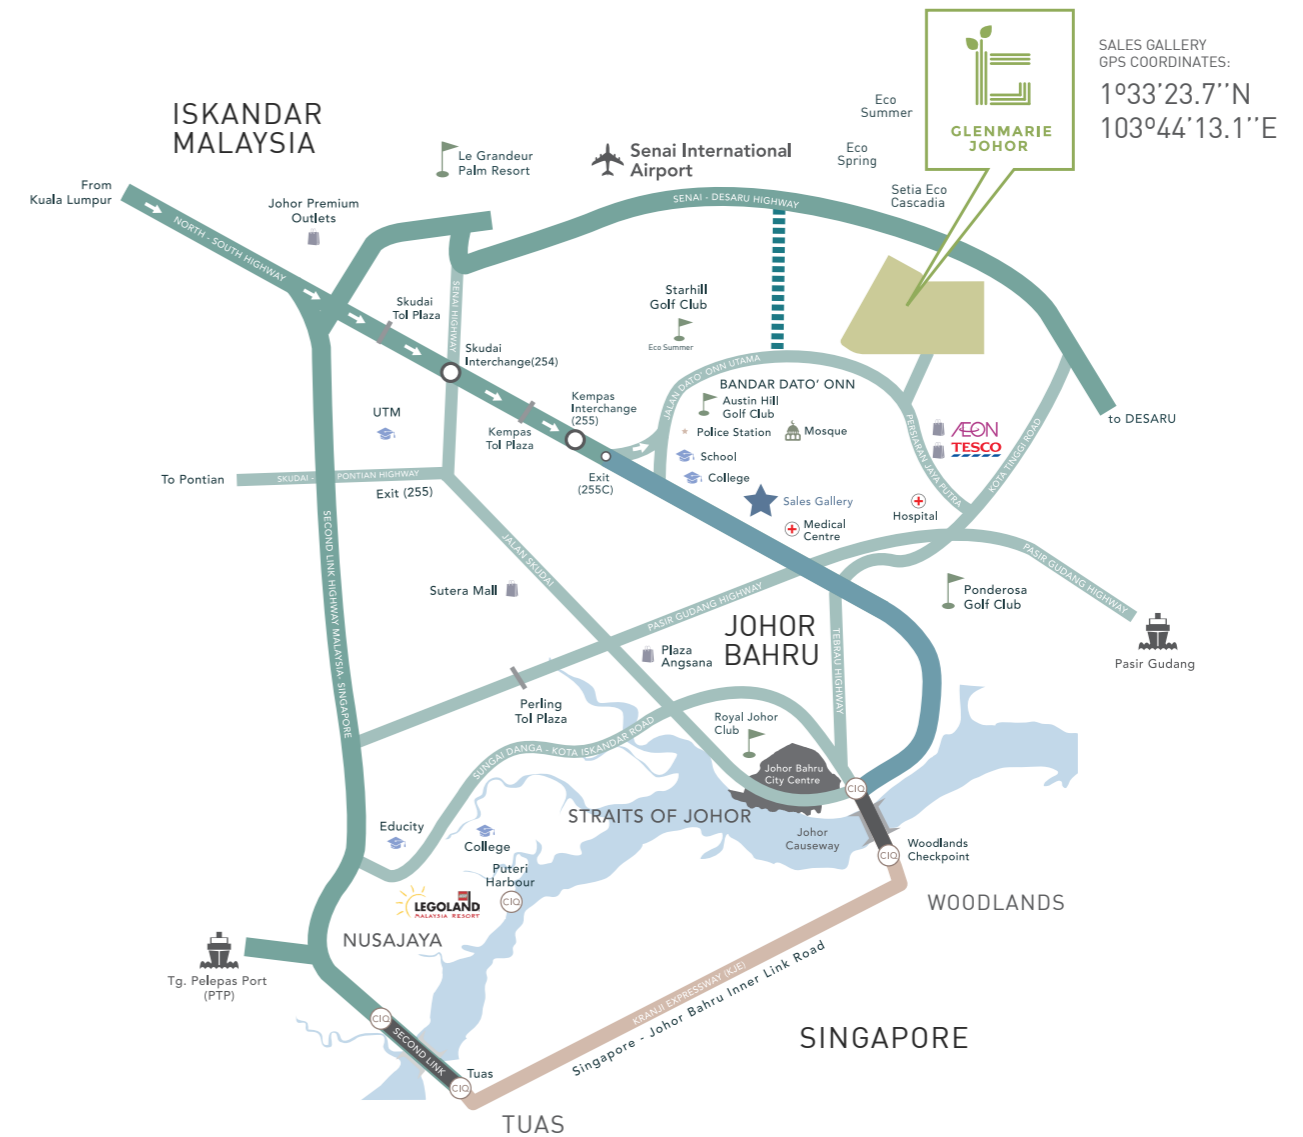 SALES GALLERY
GPS COORDINATES:
1º33’23.7’’N
103º44’13.1’’E
GLENMARIE
JOHOR
Eco
Summer
Eco
Spring
Setia Eco
Cascadia
ISKANDAR
MALAYSIA
Le Grandeur
Palm Resort
Senai International
Airport
From
Kuala Lumpur
Johor Premium
Outlets
NORTH - SOUTH HIGHWAY
SENAI - DESARU HIGHWAY
SENAI HIGHWAY
Skudai
Tol Plaza
Starhill
Golf Club
Eco Summer
Skudai
Interchange(254)
JALAN DATO' ONN UTAMA
BANDAR DATO’ ONN
Austin Hill
Golf Club
Kempas
Interchange
(255)
UTM
Kempas
Tol Plaza
Police Station
Mosque
School
College
PERSIARAN JAYA PUTRA
ÆON
TESCO
KOTA TINGGI ROAD
to DESARU
To Pontian
SKUDAI - PONTIAN HIGHWAY
Exit (255)
Exit
(255C)
Sales Gallery
Medical
Centre
Hospital
SECOND LINK HIGHWAY MALAYSIA- SINGAPORE
JALAN SKUDAI
Sutera Mall
PASIR GUDANG HIGHWAY
PASIR GUDANG HIGHWAY
Ponderosa
Golf Club
JOHOR
BAHRU
Plaza
Angsana
TEBRAU HIGHWAY
Pasir Gudang
Perling
Tol Plaza
SUNGAI DANGA - KOTA ISKANDAR ROAD
Royal Johor
Club
Johor Bahru
City Centre
CIQ
STRAITS OF JOHOR
Johor
Causeway
Educity
College
Woodlands
Checkpoint
CIQ
Puteri
Harbour
CIQ
LEGOLAND
MALAYSIA RESORT
WOODLANDS
NUSAJAYA
Tg. Pelepas Port
(PTP)
KRANJI EXPRESSWAY (KJE)
Singapore - Johor Bahru Inner Link Road
CIQ
SECOND LINK
SINGAPORE
Tuas
CIQ
TUAS